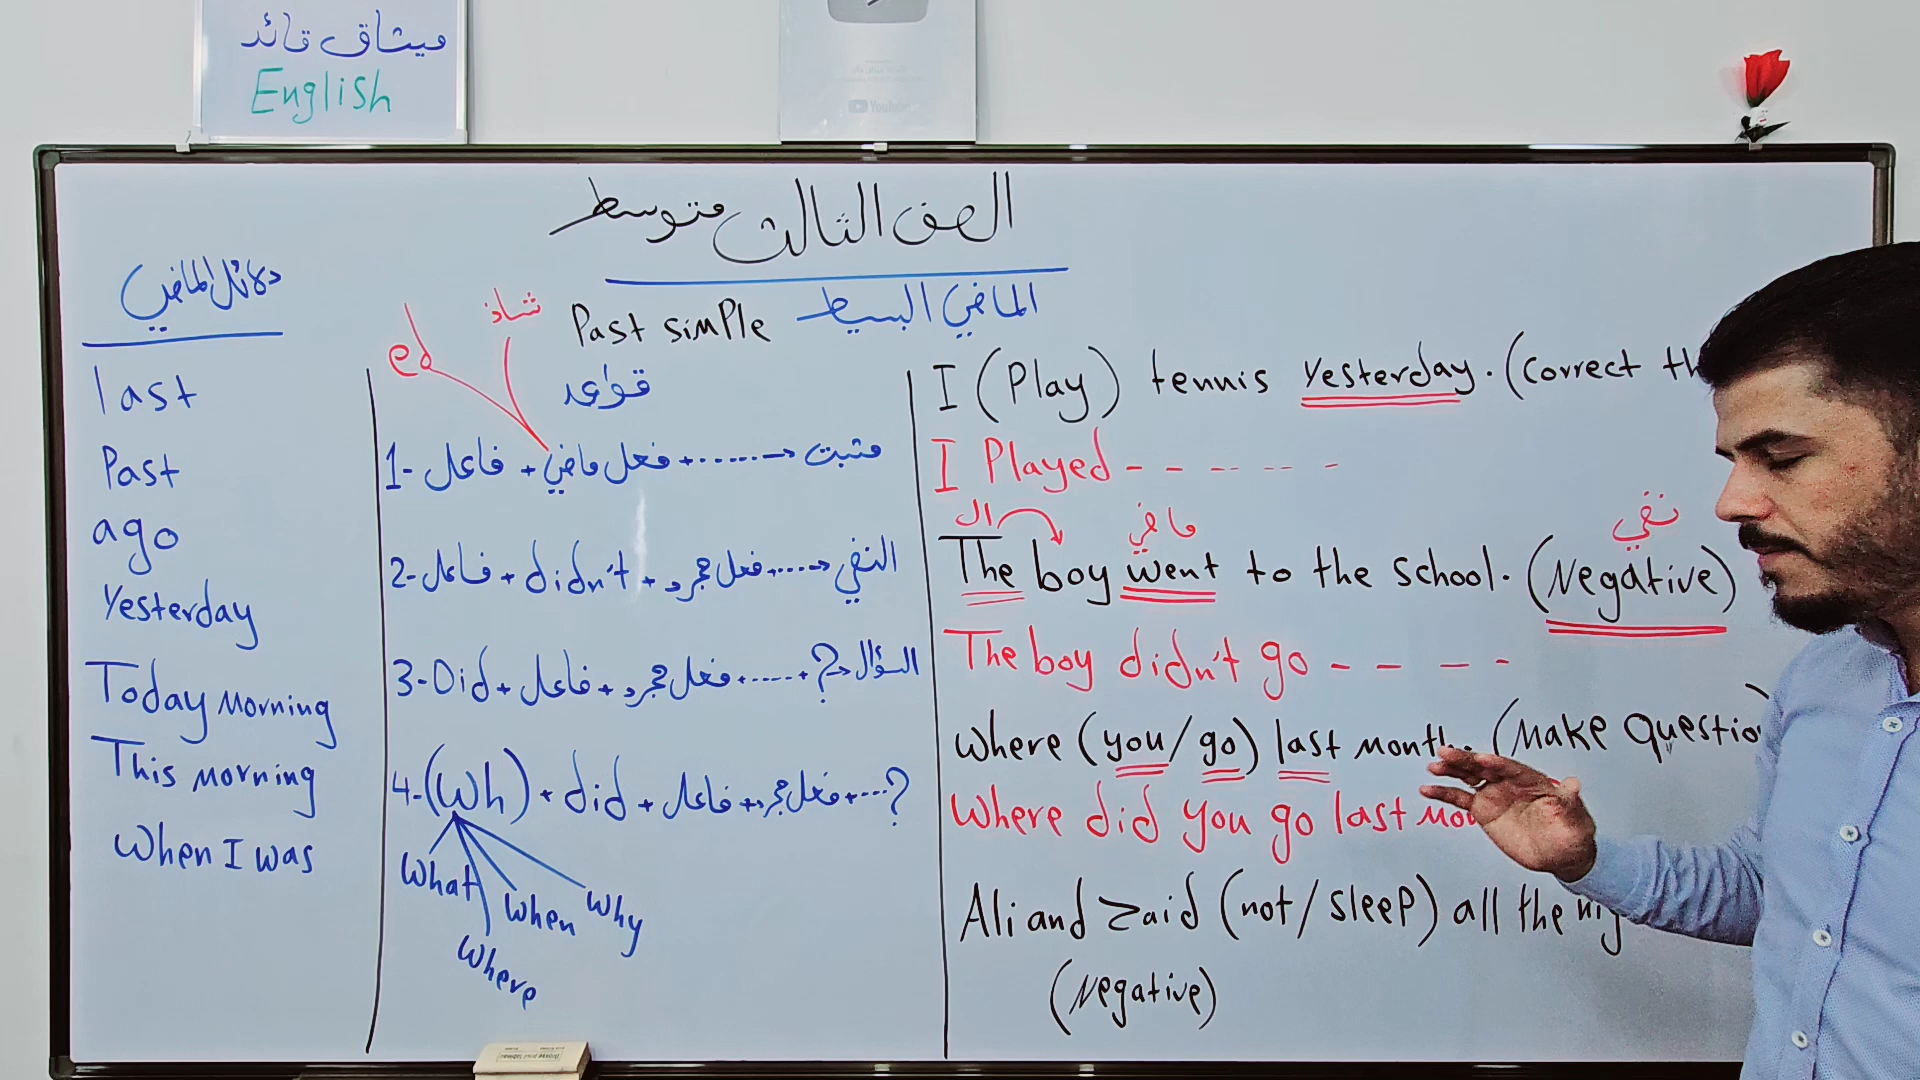 ميثاق قائد
English
YouTube
الصف الثالث متوسط
الماضي البسيط Past simple
دلائل الماضي
last
Past
ago
Yesterday
Today Morning
This morning
When I was
ed
شاذ
قواعد
1- فاعل + فعل ماضي + ...... → مثبت
2- فاعل + didn't + فعل مجرد + .... → النفي
3- Did + فاعل + فعل مجرد + ..... + ? → السؤال
4- (Wh) + did + فاعل + فعل مجرد + ... ?
What
Where
When
Why
I (Play) tennis Yesterday. (Correct
I Played - - - - - -
ال
ماضي
نفي
The boy went to the school. (Negative)
The boy didn't go - - - -
Where (you/go) last month. (Make Question
Where did you go last
Ali and Zaid (not/sleep) all the
(Negative)